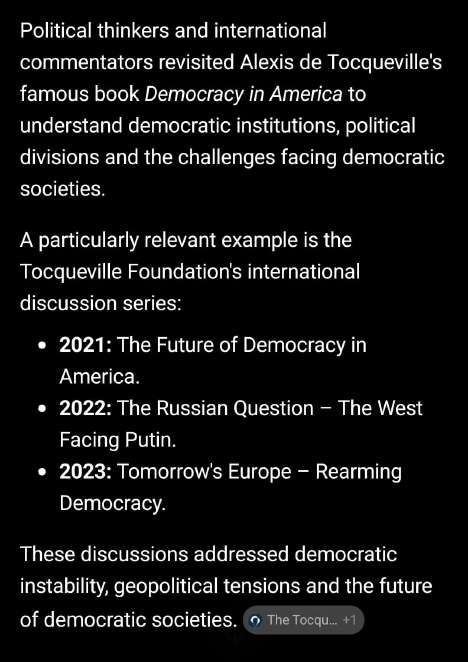 Political thinkers and international
commentators revisited Alexis de Tocqueville's
famous book Democracy in America to
understand democratic institutions, political
divisions and the challenges facing democratic
societies.
A particularly relevant example is the
Tocqueville Foundation's international
discussion series:
• 2021: The Future of Democracy in
America.
• 2022: The Russian Question – The West
Facing Putin.
• 2023: Tomorrow's Europe – Rearming
Democracy.
These discussions addressed democratic
instability, geopolitical tensions and the future
of democratic societies. The Tocqu... +1